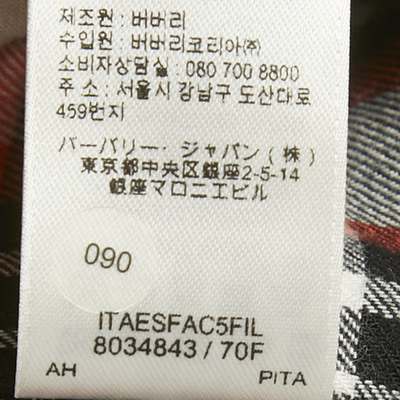 제조원 : 버버리
수입원 : 버버리코리아㈜
소비자상담실 : 080 700 8800
주 소 : 서울시 강남구 도산대로
459번지
バーバリー・ジャパン ( 株 )
東京都中央区銀座2-5-14
銀座マロニエビル
090
ITAESFAC5FIL
8034843 / 70F
AH PITA